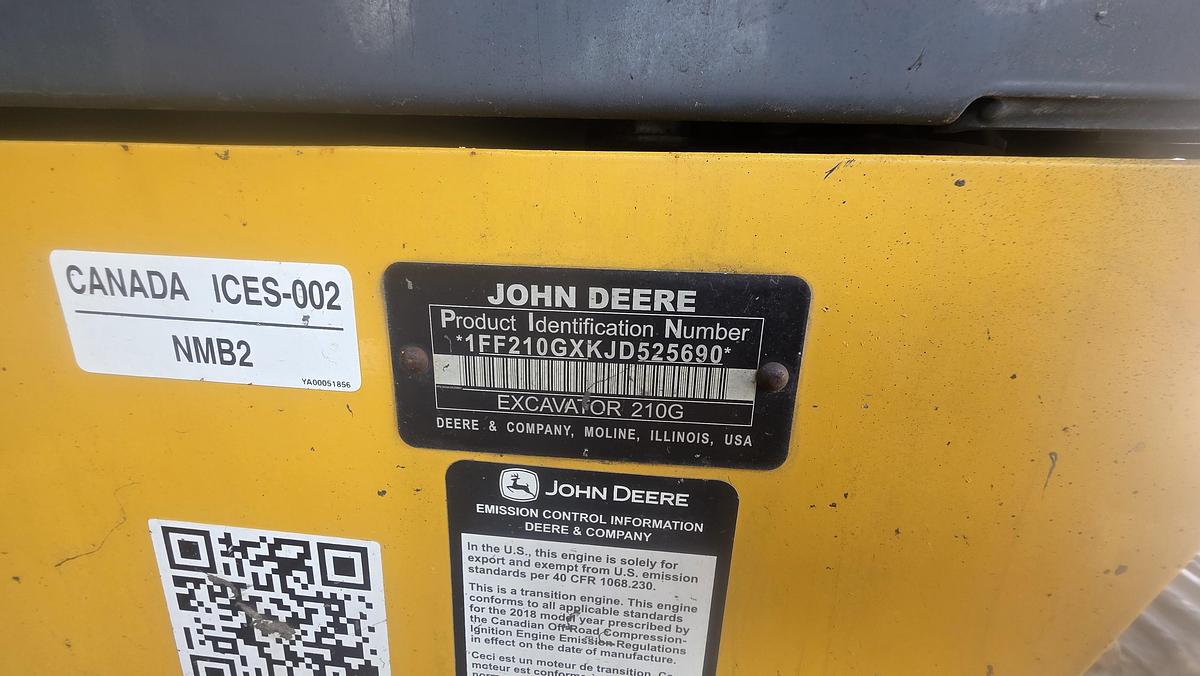 CANADA ICES-002
NMB2
YA00051856
JOHN DEERE
Product Identification Number
*1FF210GXKJD525690*
EXCAVATOR 210G
DEERE & COMPANY, MOLINE, ILLINOIS, USA
JOHN DEERE
EMISSION CONTROL INFORMATION
DEERE & COMPANY
In the U.S., this engine is solely for
export and exempt from U.S. emission
standards per 40 CFR 1068.230.
This is a transition engine. This engine
conforms to all applicable standards
for the 2018 model year prescribed by
the Canadian Off-Road Compression-
Ignition Engine Emission Regulations
in effect on the date of manufacture.
Ceci est un moteur de transition. Ce
moteur est conforme